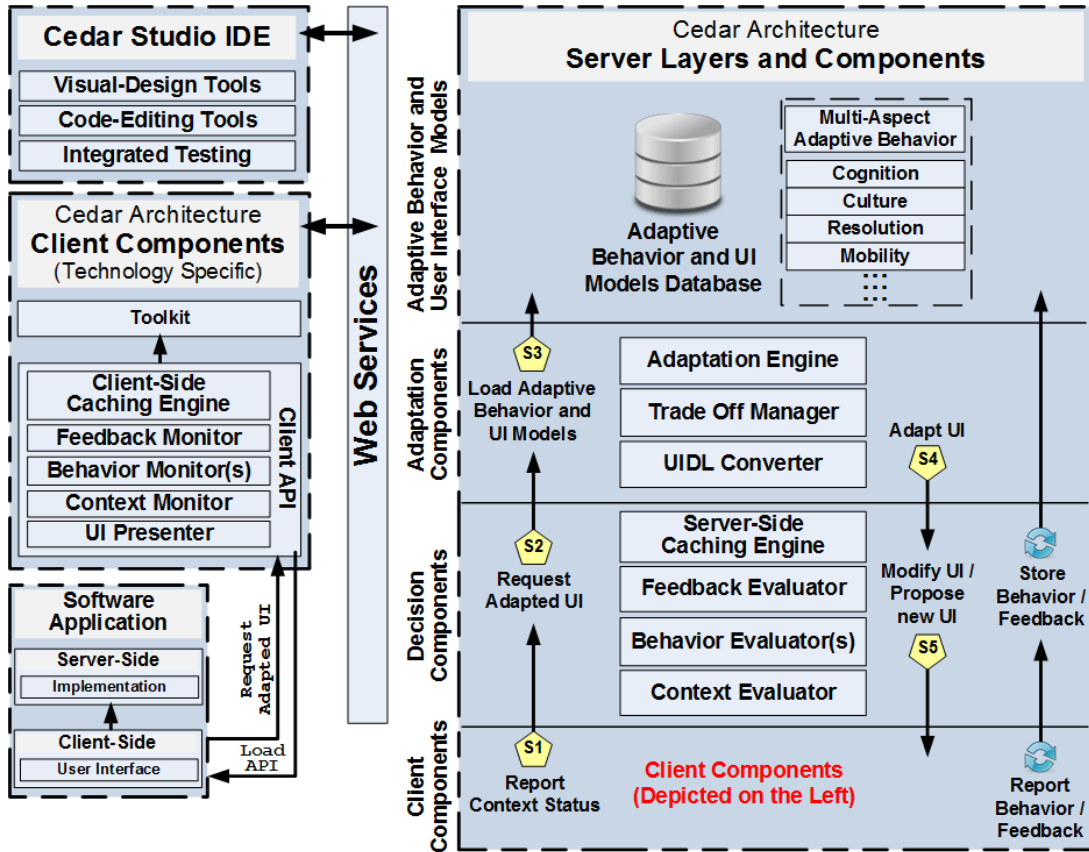 Cedar Studio IDE
Visual-Design Tools
Code-Editing Tools
Integrated Testing
Cedar Architecture
Client Components
(Technology Specific)
Toolkit
Client-Side
Caching Engine
Feedback Monitor
Behavior Monitor(s)
Context Monitor
UI Presenter
Client API
Software
Application
Server-Side
Implementation
Client-Side
User Interface
Request
Adapted UI
Load
API
Web Services
Cedar Architecture
Server Layers and Components
Adaptive Behavior and
User Interface Models
Adaptive
Behavior and UI
Models Database
Multi-Aspect
Adaptive Behavior
Cognition
Culture
Resolution
Mobility
Adaptation
Components
S3
Load Adaptive
Behavior and
UI Models
Adaptation Engine
Trade Off Manager
UIDL Converter
Adapt UI
S4
Decision
Components
S2
Request
Adapted UI
Server-Side
Caching Engine
Feedback Evaluator
Behavior Evaluator(s)
Context Evaluator
Modify UI /
Propose
new UI
S5
Store
Behavior /
Feedback
Client
Components
S1
Report
Context Status
Client Components
(Depicted on the Left)
Report
Behavior /
Feedback